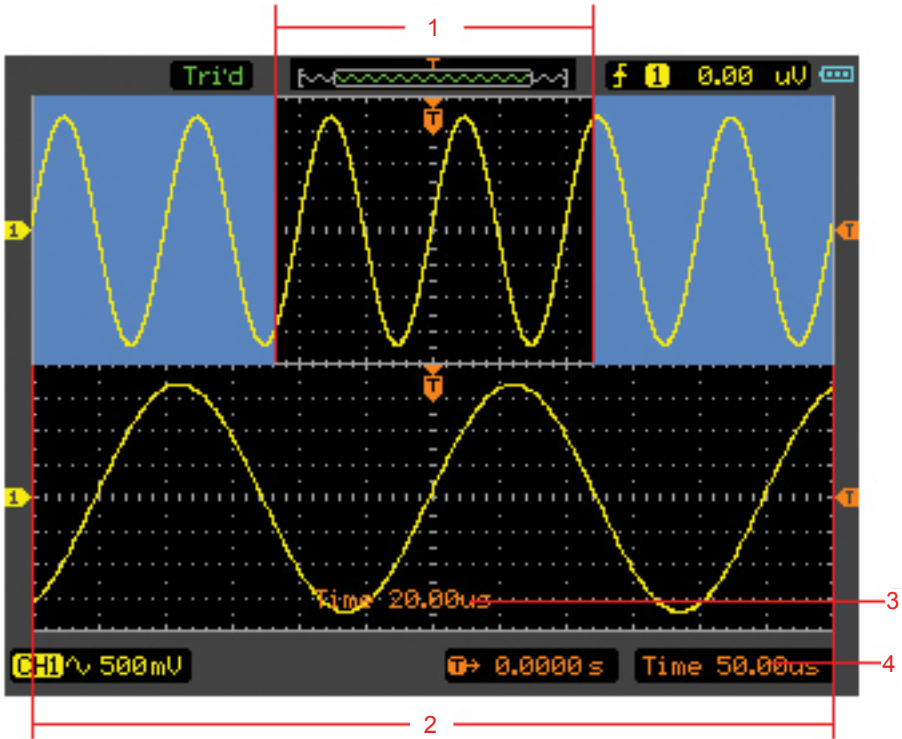 1
Tri'd
T
1 0.00 uV
T
1
T
T
1
T
Time 20.00us
3
CH1 500mV
T→ 0.0000 s
Time 50.00us
4
2